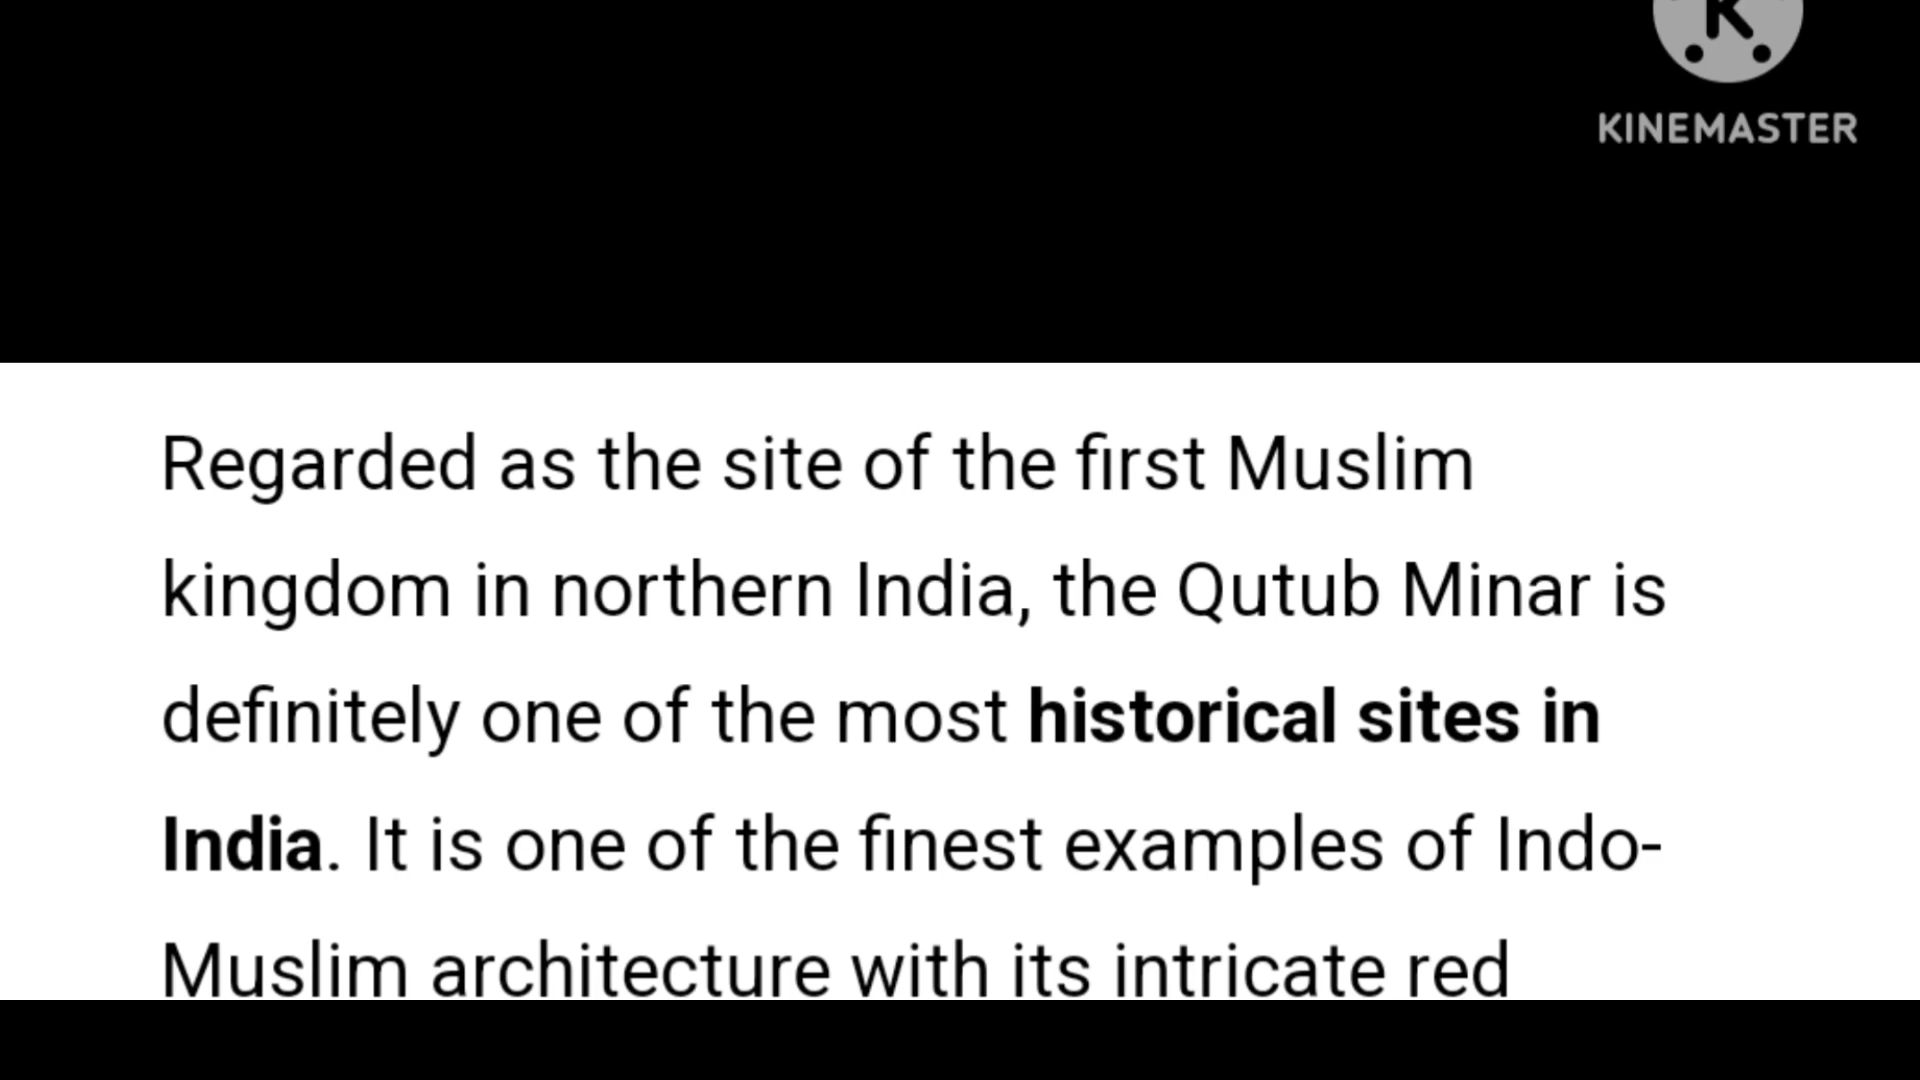 KINEMASTER
Regarded as the site of the first Muslim
kingdom in northern India, the Qutub Minar is
definitely one of the most historical sites in
India. It is one of the finest examples of Indo-
Muslim architecture with its intricate red